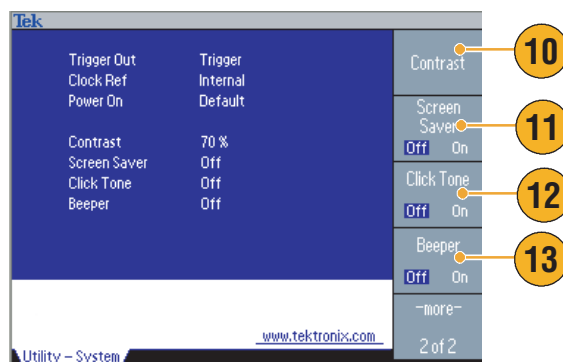 Tek
Trigger Out Trigger
Clock Ref Internal
Power On Default
Contrast 70 %
Screen Saver Off
Click Tone Off
Beeper Off
www.tektronix.com
Utility – System
Contrast
Screen
Saver
Off On
Click Tone
Off On
Beeper
Off On
-more-
2 of 2
10
11
12
13